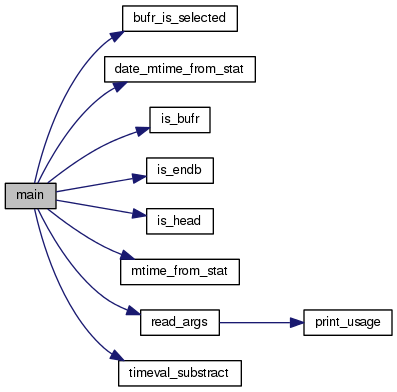 bufr_is_selected
date_mtime_from_stat
is_bufr
is_endb
main
is_head
mtime_from_stat
read_args
print_usage
timeval_substract